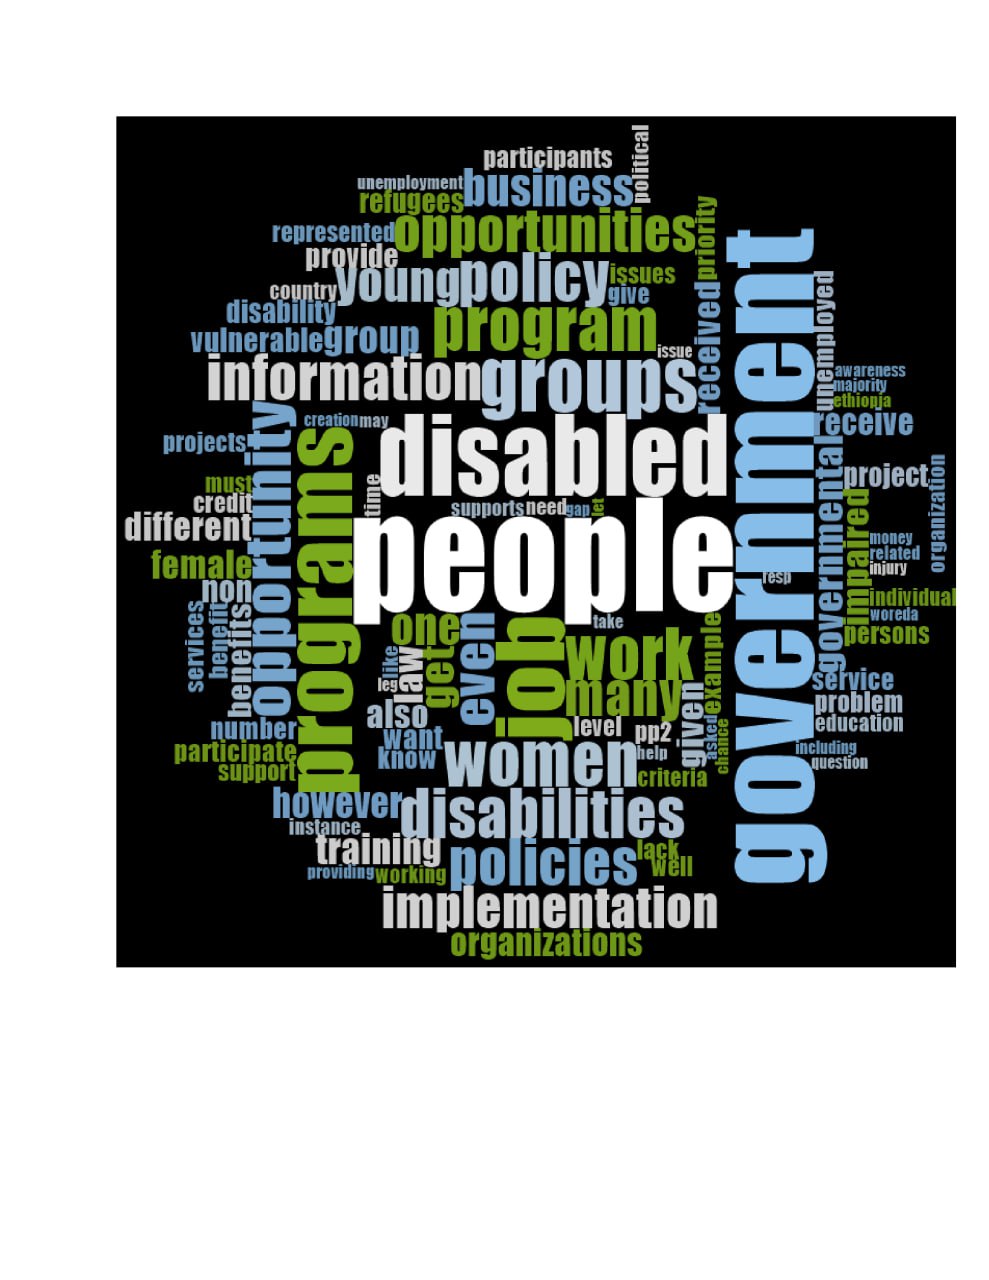 participants
political
unemployment
business
refugees
represented
opportunities
priority
provide
young
policy
issues
country
give
disability
vulnerable
group
program
received
unemployed
government
issue
information
groups
awareness
majority
ethiopja
creation
may
receive
projects
opportunity
programs
disabled
must
credit
time
supports
need
gap
let
project
organization
different
people
governmental
impaired
money
related
injury
female
non
resp
individual
services
benefit
benefits
one
take
woreda
persons
like
law
get
even
job
work
example
leg
many
given
service
also
level
problem
number
want
pp2
asked
chance
education
participate
know
women
help
including
support
criteria
question
however
disabilities
instance
training
policies
lack
well
providing
working
implementation
organizations